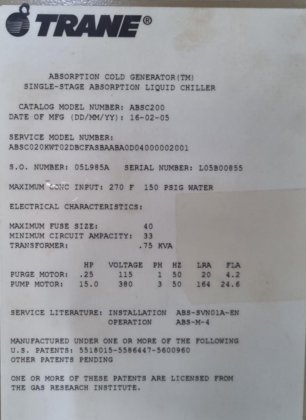 TRANE®
ABSORPTION COLD GENERATOR(TM)
SINGLE-STAGE ABSORPTION LIQUID CHILLER
CATALOG MODEL NUMBER: ABSC200
DATE OF MFG (DD/MM/YY): 16-02-05
SERVICE MODEL NUMBER:
ABSC020KWT02DBCFASBAABA0D04000002001
S.O. NUMBER: 05L985A SERIAL NUMBER: L05B00855
MAXIMUM CONC INPUT: 270 F 150 PSIG WATER
ELECTRICAL CHARACTERISTICS:
MAXIMUM FUSE SIZE: 40
MINIMUM CIRCUIT AMPACITY: 33
TRANSFORMER: .75 KVA
HP VOLTAGE PH HZ LRA FLA
PURGE MOTOR: .25 115 1 50 20 4.2
PUMP MOTOR: 15.0 380 3 50 164 24.6
SERVICE LITERATURE: INSTALLATION ABS-SVN01A-EN
OPERATION ABS-M-4
MANUFACTURED UNDER ONE OR MORE OF THE FOLLOWING
U.S. PATENTS: 5518015-5586447-5600960
OTHER PATENTS PENDING
ONE OR MORE OF THESE PATENTS ARE LICENSED FROM
THE GAS RESEARCH INSTITUTE.